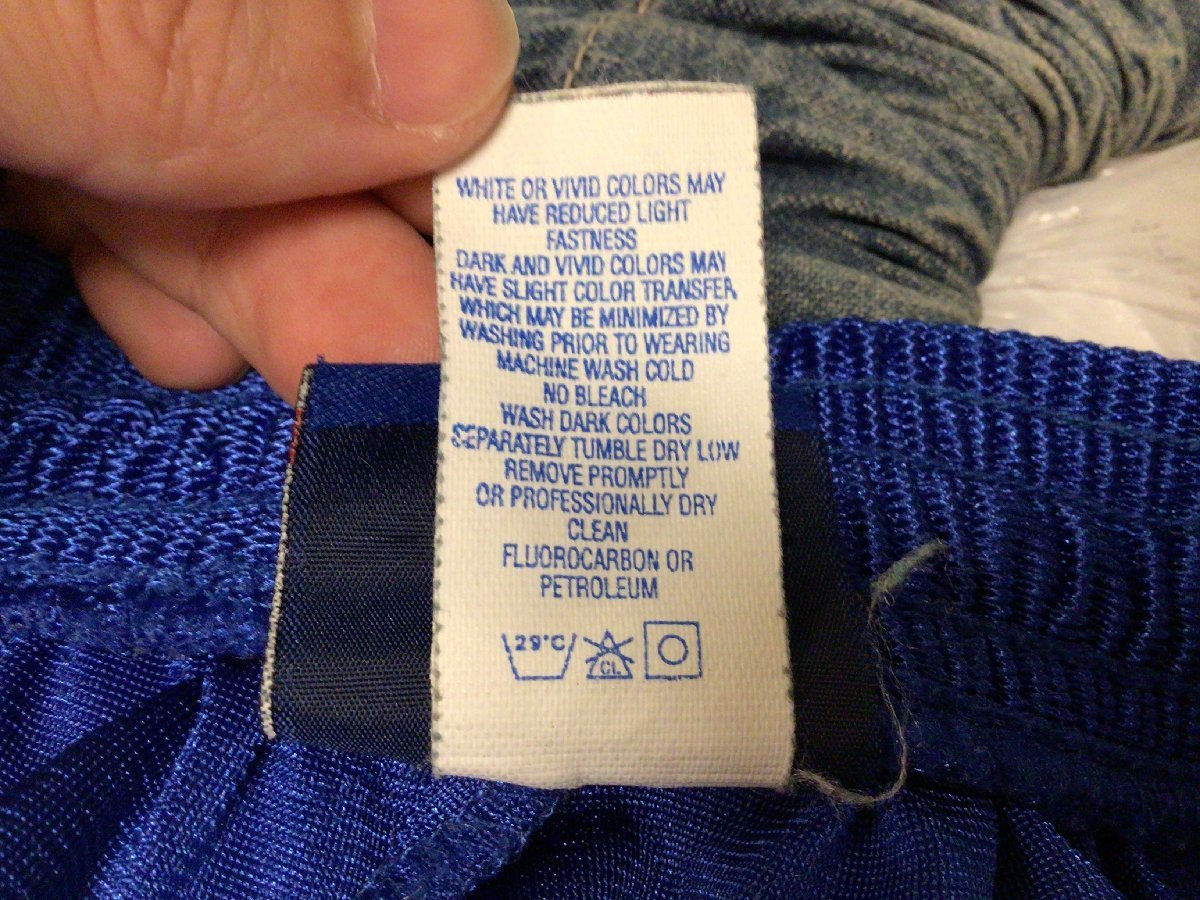 WHITE OR VIVID COLORS MAY
HAVE REDUCED LIGHT
FASTNESS
DARK AND VIVID COLORS MAY
HAVE SLIGHT COLOR TRANSFER
WHICH MAY BE MINIMIZED BY
WASHING PRIOR TO WEARING
MACHINE WASH COLD
NO BLEACH
WASH DARK COLORS
SEPARATELY TUMBLE DRY LOW
REMOVE PROMPTLY
OR PROFESSIONALLY DRY
CLEAN
FLUOROCARBON OR
PETROLEUM
29°C CL